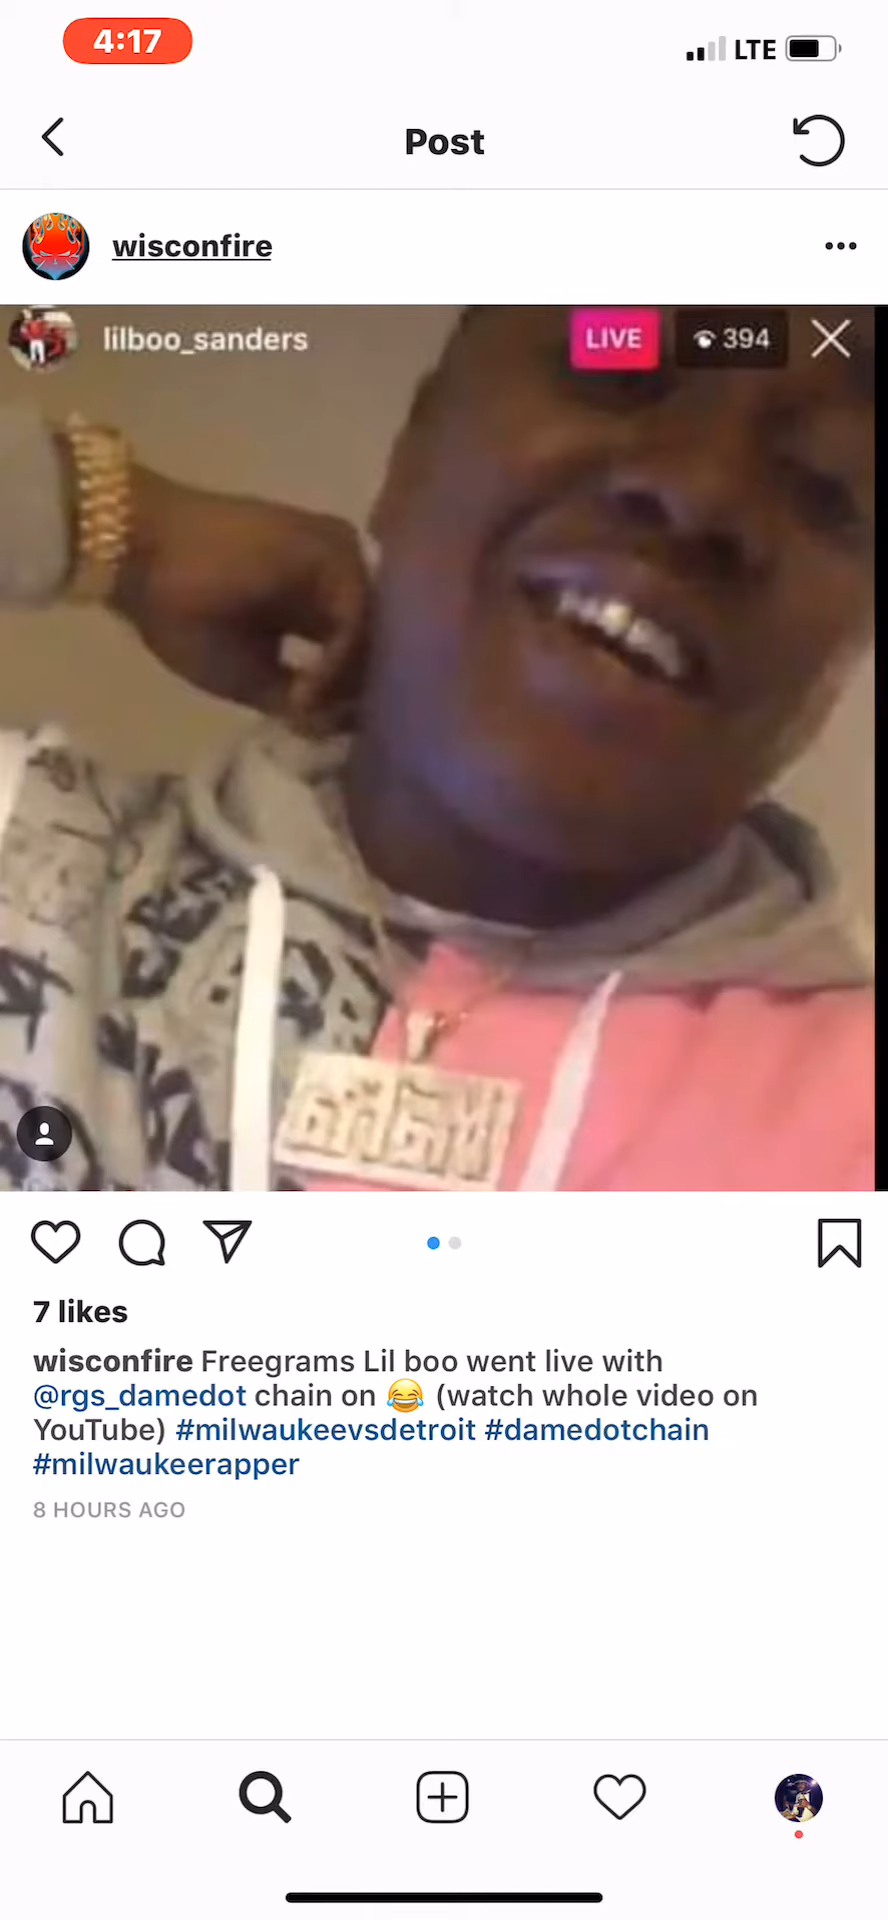 4:17
LTE
Post
wisconfire
lilboo_sanders
LIVE
394
7 likes
wisconfire Freegrams Lil boo went live with
@rgs_damedot chain on 😂 (watch whole video on
YouTube) #milwaukeevsdetroit #damedotchain
#milwaukeerapper
8 HOURS AGO